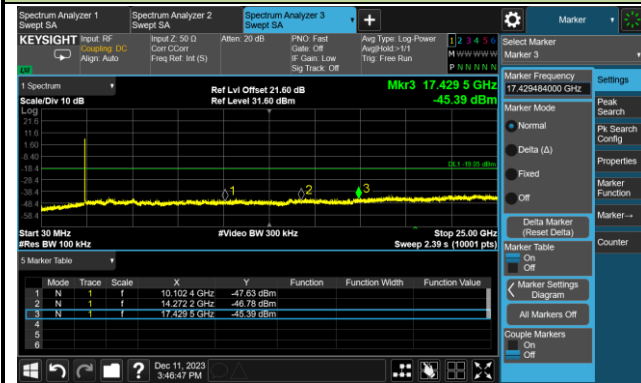 Spectrum Analyzer 1
Swept SA
Spectrum Analyzer 2
Swept SA
Spectrum Analyzer 3
Swept SA
+
Marker
KEYSIGHT
Input: RF
Coupling: DC
Align: Auto
Input Z: 50 Ω
Corr CCorr
Freq Ref: Int (S)
Atten: 20 dB
PNO: Fast
Gate: Off
IF Gain: Low
Sig Track: Off
Avg Type: Log-Power
Avg|Hold:>1/1
Trig: Free Run
1 2 3 4 5 6
M W W W W W
P N N N N N
Select Marker
Marker 3
1 Spectrum
Scale/Div 10 dB
Log
Ref Lvl Offset 21.60 dB
Ref Level 31.60 dBm
Mkr3 17.429 5 GHz
-45.39 dBm
21.6
11.6
1.60
-8.40
-18.4
-28.4
-38.4
-48.4
-58.4
1
2
3
Start 30 MHz
#Res BW 100 kHz
#Video BW 300 kHz
Stop 25.00 GHz
Sweep 2.39 s (10001 pts)
5 Marker Table
Mode Trace Scale X Y Function Function Width Function Value
1 N 1 f 10.102 4 GHz -47.63 dBm
2 N 1 f 14.272 2 GHz -46.78 dBm
3 N 1 f 17.429 5 GHz -45.39 dBm
4
5
6
Marker Frequency
17.429484000 GHz
Marker Mode
Normal
Delta (Δ)
Fixed
Off
Delta Marker
(Reset Delta)
Marker Table
On
Off
Marker Settings
Diagram
All Markers Off
Couple Markers
On
Off
Settings
Peak
Search
Pk Search
Config
Properties
Marker
Function
Marker→
Counter
?
Dec 11, 2023
3:46:47 PM